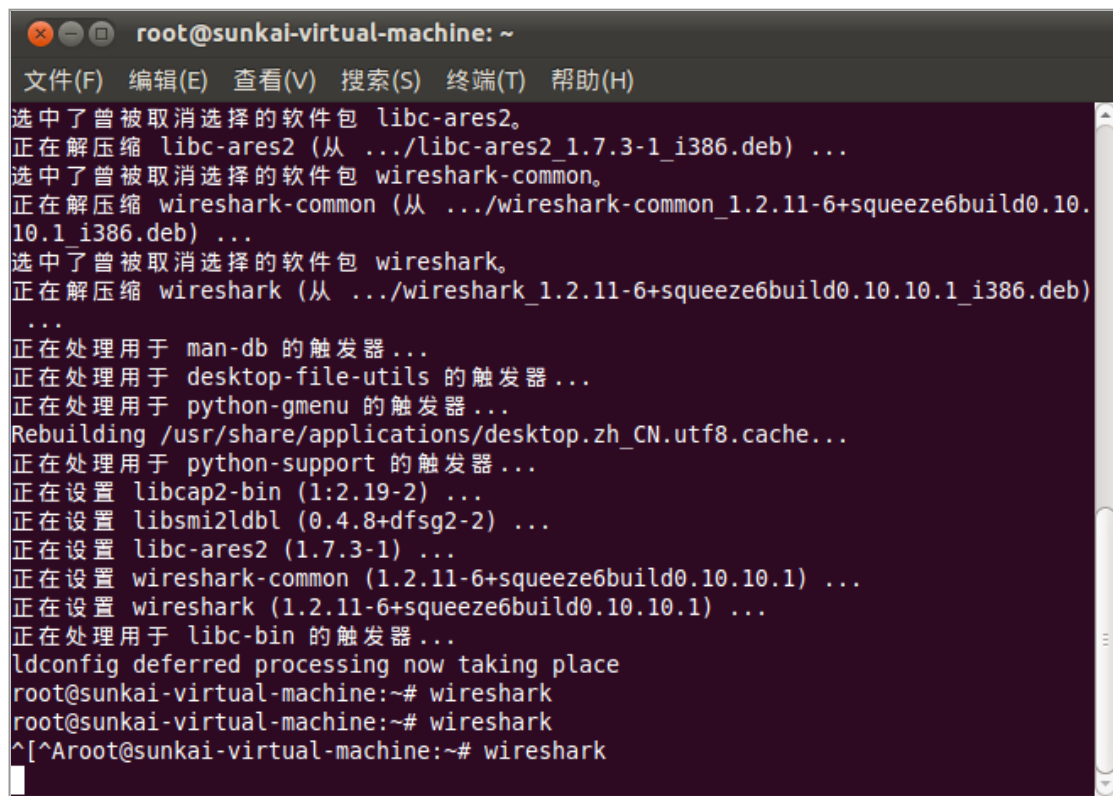 root@sunkai-virtual-machine: ~
文件(F) 编辑(E) 查看(V) 搜索(S) 终端(T) 帮助(H)
选中了曾被取消选择的软件包 libc-ares2。
正在解压缩 libc-ares2 (从 .../libc-ares2_1.7.3-1_i386.deb) ...
选中了曾被取消选择的软件包 wireshark-common。
正在解压缩 wireshark-common (从 .../wireshark-common_1.2.11-6+squeeze6build0.10.
10.1_i386.deb) ...
选中了曾被取消选择的软件包 wireshark。
正在解压缩 wireshark (从 .../wireshark_1.2.11-6+squeeze6build0.10.10.1_i386.deb)
...
正在处理用于 man-db 的触发器...
正在处理用于 desktop-file-utils 的触发器...
正在处理用于 python-gmenu 的触发器...
Rebuilding /usr/share/applications/desktop.zh_CN.utf8.cache...
正在处理用于 python-support 的触发器...
正在设置 libcap2-bin (1:2.19-2) ...
正在设置 libsmi2ldbl (0.4.8+dfsg2-2) ...
正在设置 libc-ares2 (1.7.3-1) ...
正在设置 wireshark-common (1.2.11-6+squeeze6build0.10.10.1) ...
正在设置 wireshark (1.2.11-6+squeeze6build0.10.10.1) ...
正在处理用于 libc-bin 的触发器...
ldconfig deferred processing now taking place
root@sunkai-virtual-machine:~# wireshark
root@sunkai-virtual-machine:~# wireshark
^[^Aroot@sunkai-virtual-machine:~# wireshark